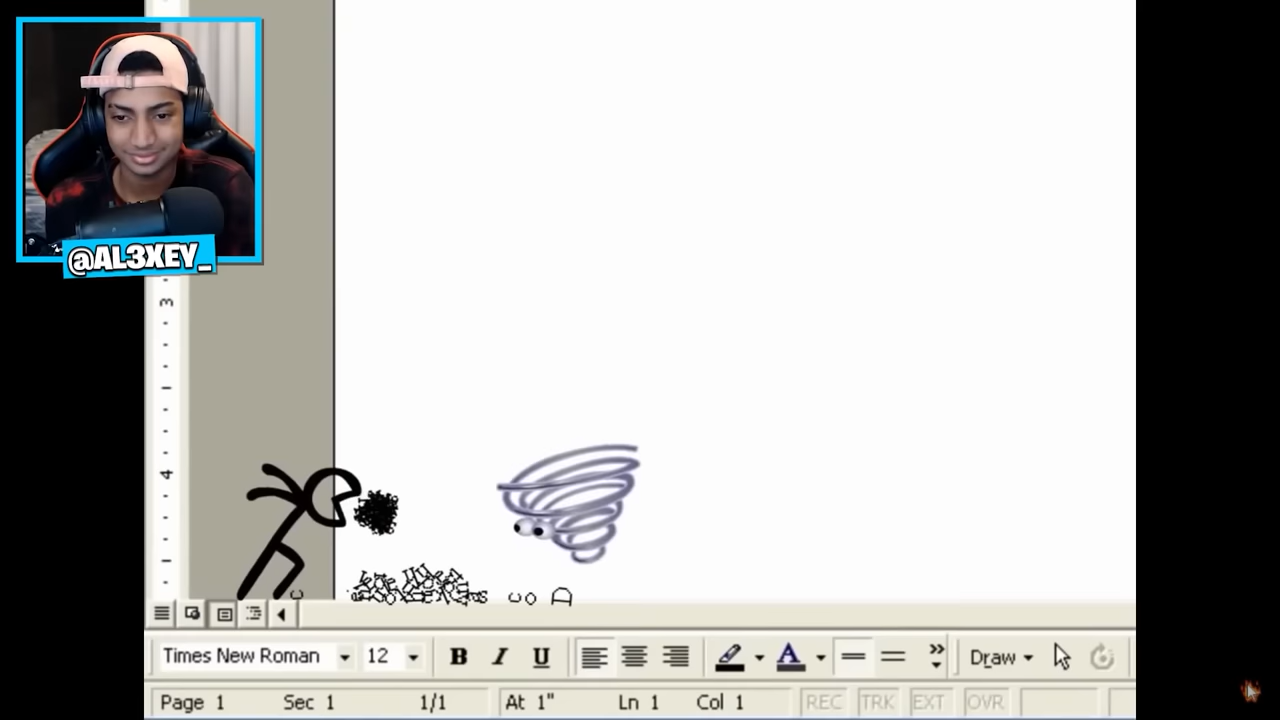 @AL3XEY_
3
4
Times New Roman 12 B I U A Draw
Page 1 Sec 1 1/1 At 1" Ln 1 Col 1 REC TRK EXT OVR